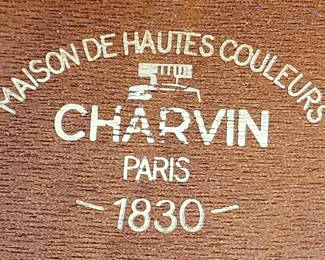 MAISON DE HAUTES COULEURS
CHARVIN
PARIS
-1830-